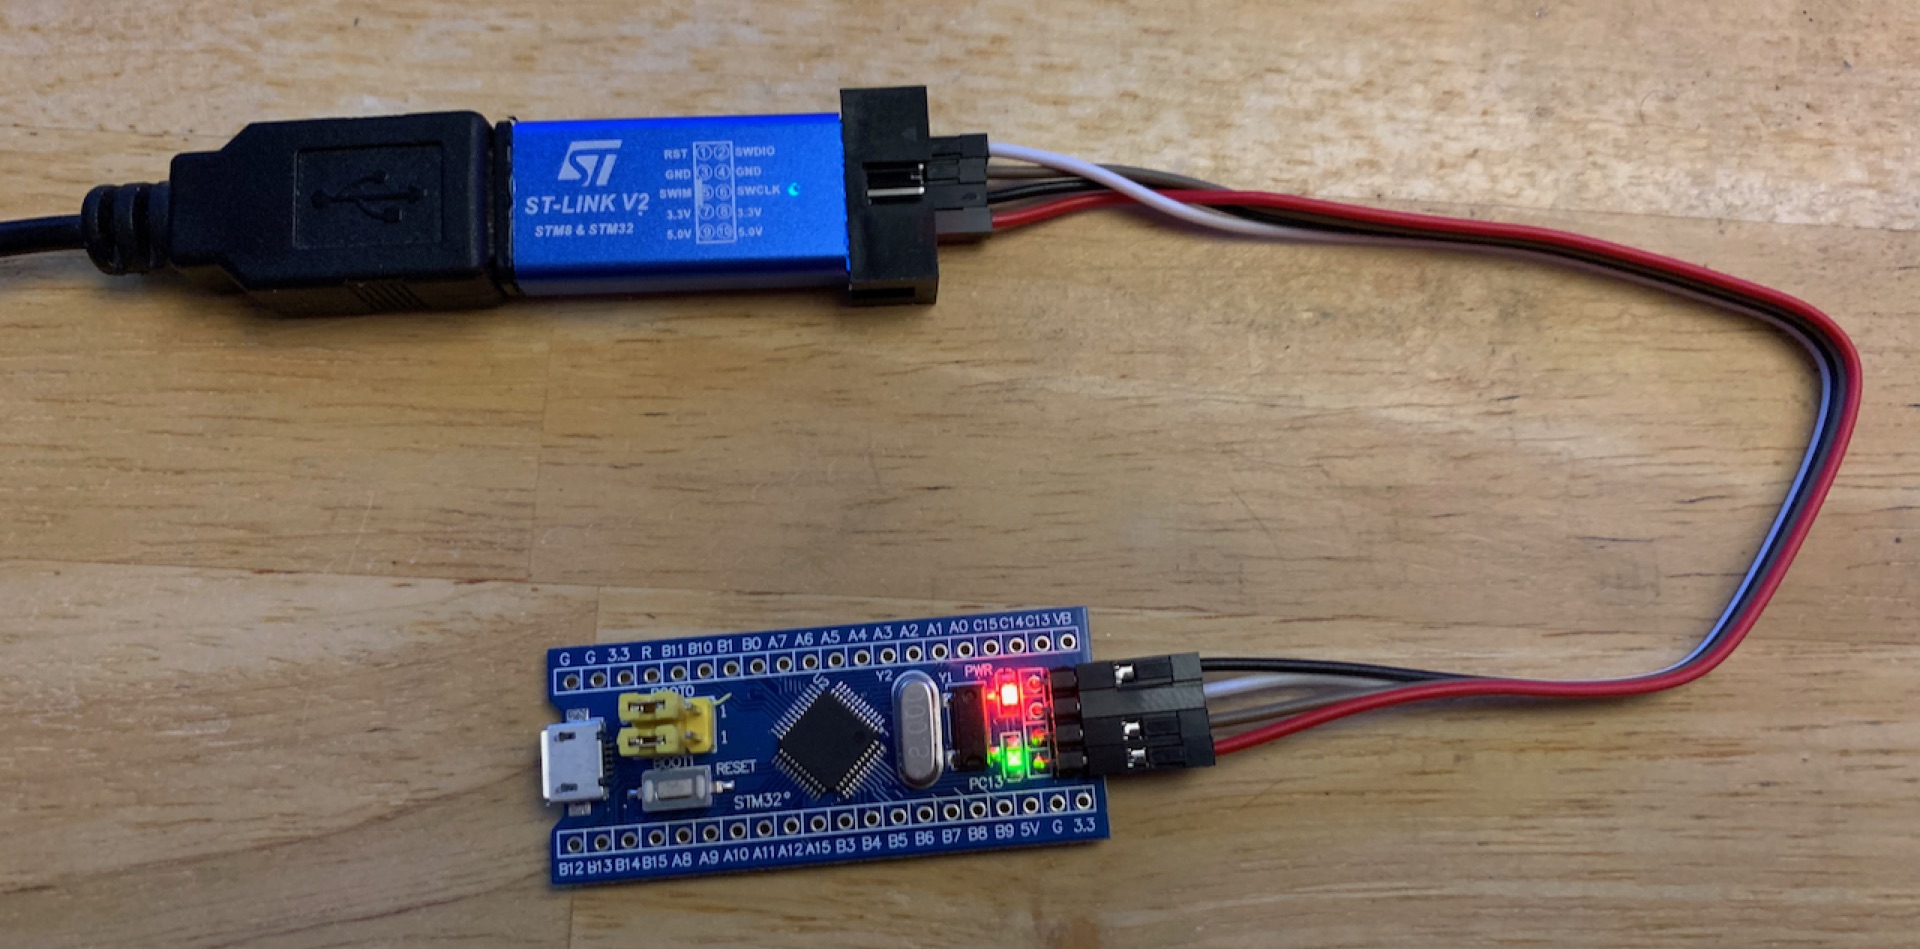 ST
ST-LINK V2
STM8 & STM32
RST 1 2 SWDIO
GND 3 4 GND
SWIM 5 6 SWCLK
3.3V 7 8 3.3V
5.0V 9 10 5.0V
G G 3.3 R B11 B10 B1 B0 A7 A6 A5 A4 A3 A2 A1 A0 C15 C14 C13 VB
BOOT0
Y2
Y1
PWR
1
1
BOOT1
RESET
STM32
PC13
B12 B13 B14 B15 A8 A9 A10 A11 A12 A15 B3 B4 B5 B6 B7 B8 B9 5V G 3.3